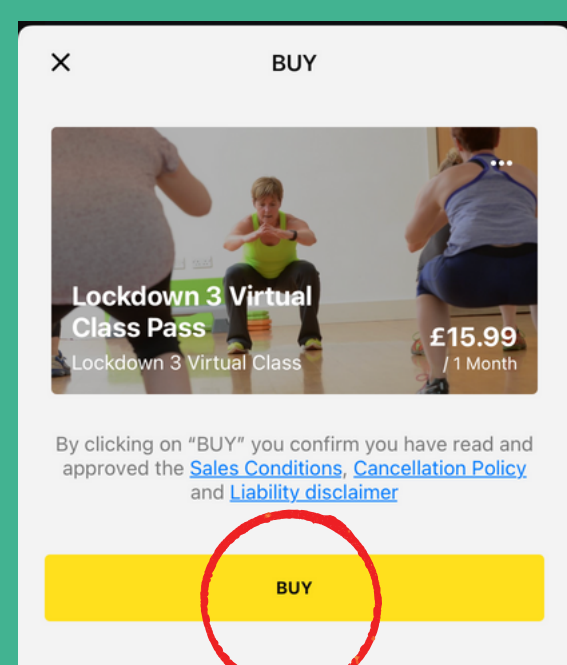 BUY
Lockdown 3 Virtual
Class Pass
Lockdown 3 Virtual Class
£15.99
/ 1 Month
By clicking on “BUY” you confirm you have read and
approved the Sales Conditions, Cancellation Policy
and Liability disclaimer
BUY